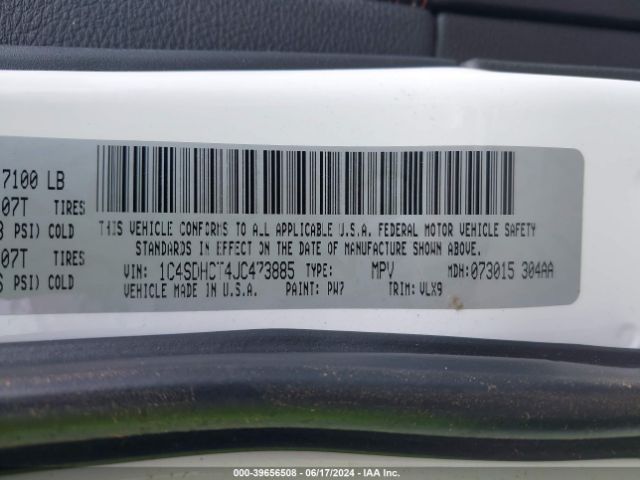 7100 LB
07T TIRES
PSI) COLD
07T TIRES
PSI) COLD
THIS VEHICLE CONFORMS TO ALL APPLICABLE U.S.A. FEDERAL MOTOR VEHICLE SAFETY
STANDARDS IN EFFECT ON THE DATE OF MANUFACTURE SHOWN ABOVE.
VIN: 1C4SDHCT4JC473885 TYPE: MPV MDH: 073015 304AA
VEHICLE MADE IN U.S.A. PAINT: PW7 TRIM: VLX9
000-39656508 - 06/17/2024 - IAA Inc.